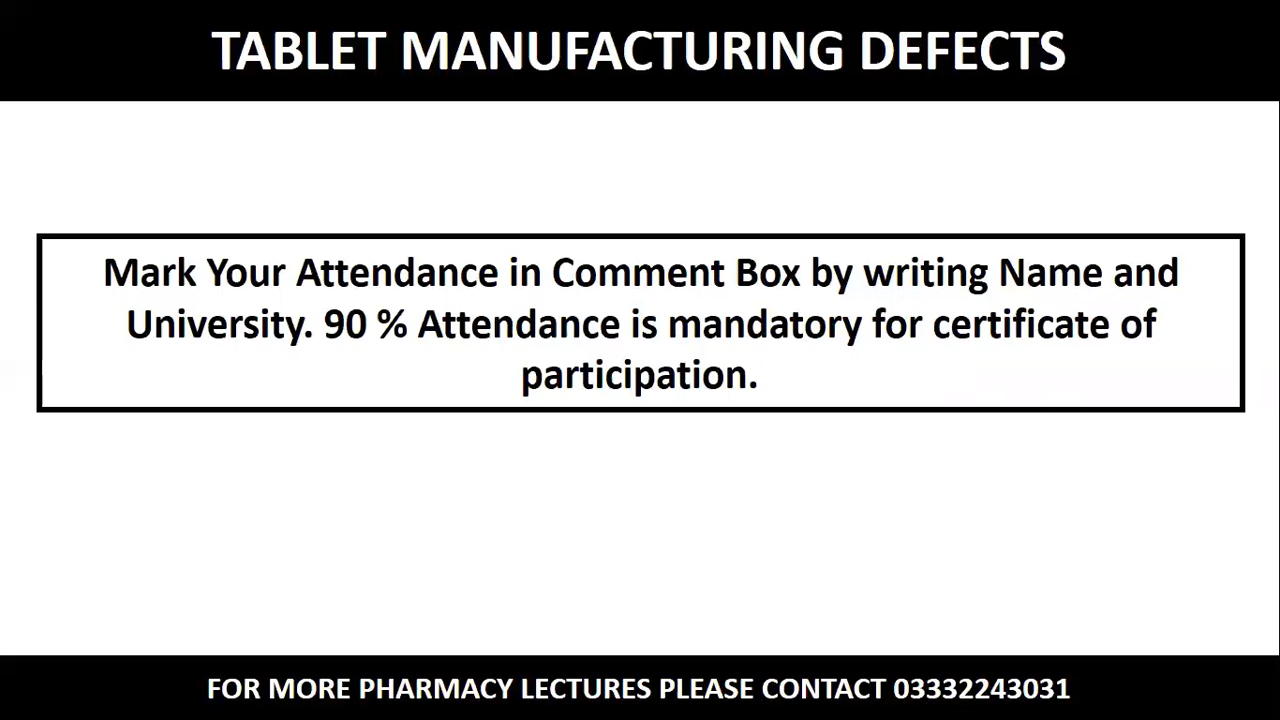 TABLET MANUFACTURING DEFECTS
Mark Your Attendance in Comment Box by writing Name and
University. 90 % Attendance is mandatory for certificate of
participation.
FOR MORE PHARMACY LECTURES PLEASE CONTACT 03332243031